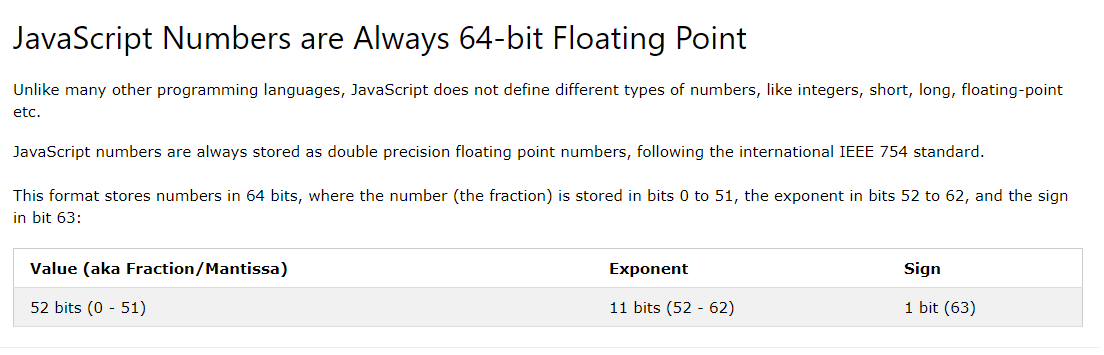 JavaScript Numbers are Always 64-bit Floating Point
Unlike many other programming languages, JavaScript does not define different types of numbers, like integers, short, long, floating-point
etc.
JavaScript numbers are always stored as double precision floating point numbers, following the international IEEE 754 standard.
This format stores numbers in 64 bits, where the number (the fraction) is stored in bits 0 to 51, the exponent in bits 52 to 62, and the sign
in bit 63:
Value (aka Fraction/Mantissa) Exponent Sign
52 bits (0 - 51) 11 bits (52 - 62) 1 bit (63)